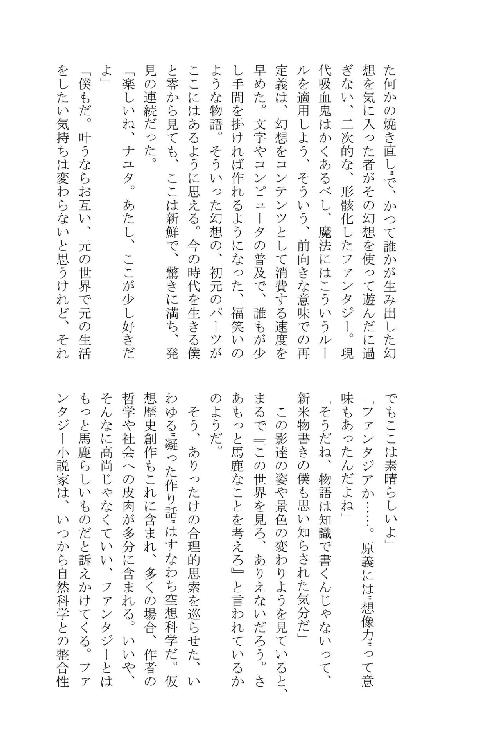 た何かの焼き直しで、かつて誰かが生み出した幻
想を気に入った者がその幻想を使って遊んだに過
ぎない、二次的な、形骸化したファンタジー。現
代吸血鬼はかくあるべし、魔法にはこういうルー
ルを適用しよう、そういう、前向きな意味での再
定義は、幻想をコンテンツとして消費する速度を
早めた。文字やコンピュータの普及で、誰もが少
し手間を掛ければ作れるようになった、福笑いの
ような物語。そういった幻想の、初元のパーツが
ここにはあるように思える。今の時代を生きる僕
と零から見ても、ここは新鮮で、驚きに満ち、発
見の連続だった。
「楽しいね、ナユタ。あたし、ここが少し好きだ
よ」
「僕もだ。叶うならお互い、元の世界で元の生活
をしたい気持ちは変わらないと思うけれど、それ
でもここは素晴らしいよ」
「ファンタジアか……。原義には〝想像力〟って意
味もあったんだよね」
「そうだね、物語は知識で書くんじゃないって、
新米物書きの僕も思い知らされた気分だ」
この影達の姿や景色の変わりようを見ていると、
まるで『この世界を見ろ、ありえないだろう。さ
あもっと馬鹿なことを考えろ』と言われているか
のようだ。
そう、ありったけの合理的思索を巡らせた、い
わゆる〝凝った作り話〟はすなわち空想科学だ。仮
想歴史創作もこれに含まれ、多くの場合、作者の
哲学や社会への皮肉が多分に含まれる。いいや、
そんなに高尚じゃなくていい、ファンタジーとは
もっと馬鹿らしいものだと訴えかけてくる。ファ
ンタジー小説家は、いつから自然科学との整合性